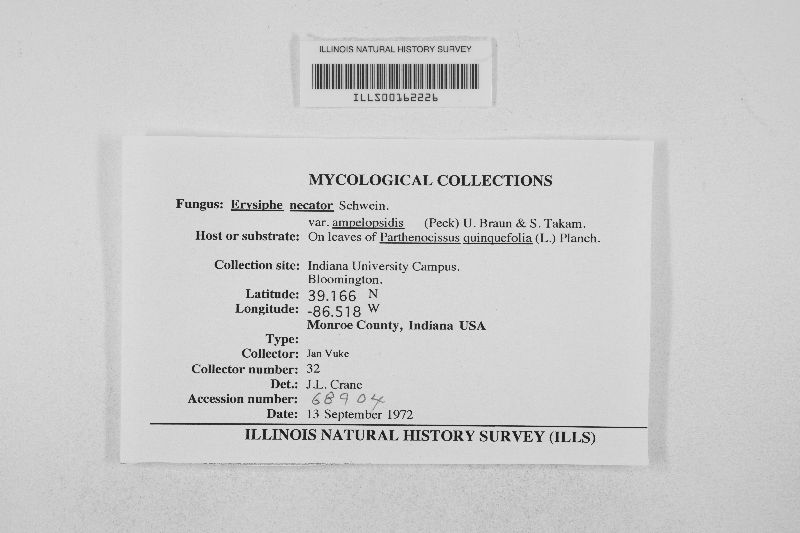 ILLINOIS NATURAL HISTORY SURVEY
ILLS00162226
MYCOLOGICAL COLLECTIONS
Fungus: Erysiphe necator Schwein.
var. ampelopsidis (Peck) U. Braun & S. Takam.
Host or substrate: On leaves of Parthenocissus quinquefolia (L.) Planch.
Collection site: Indiana University Campus.
Bloomington.
Latitude: 39.166 N
Longitude: -86.518 W
Monroe County, Indiana USA
Type:
Collector: Jan Vuke
Collector number: 32
Det.: J.L. Crane
Accession number: 68904
Date: 13 September 1972
ILLINOIS NATURAL HISTORY SURVEY (ILLS)